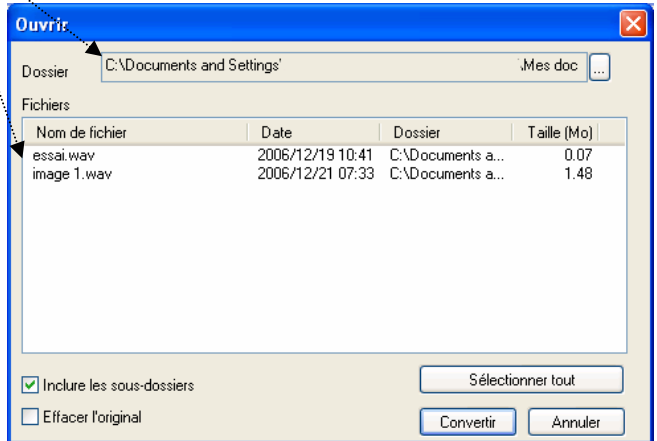 Ouvrir
Dossier C:\Documents and Settings' \Mes doc ...
Fichiers
Nom de fichier Date Dossier Taille (Mo)
essai.wav 2006/12/19 10:41 C:\Documents a... 0.07
image 1.wav 2006/12/21 07:33 C:\Documents a... 1.48
Inclure les sous-dossiers Sélectionner tout
Effacer l'original Convertir Annuler